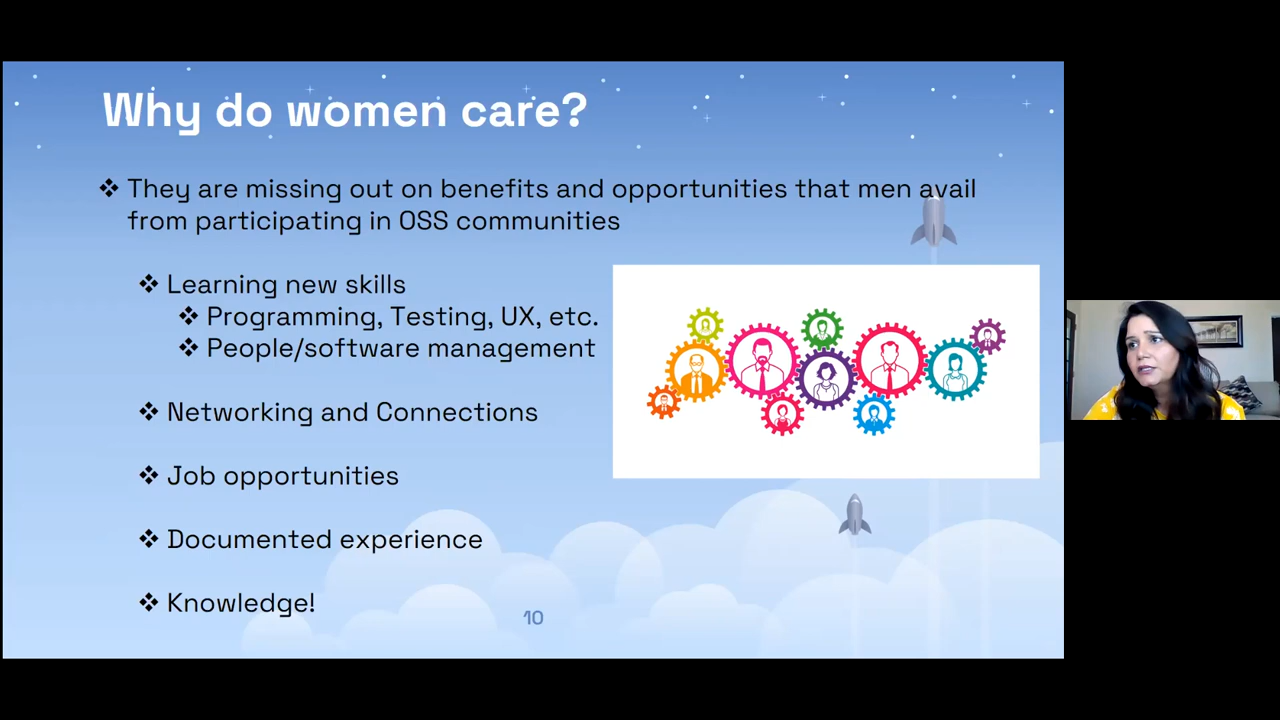 Why do women care?
❖ They are missing out on benefits and opportunities that men avail
from participating in OSS communities
❖ Learning new skills
❖ Programming, Testing, UX, etc.
❖ People/software management
❖ Networking and Connections
❖ Job opportunities
❖ Documented experience
❖ Knowledge!
10